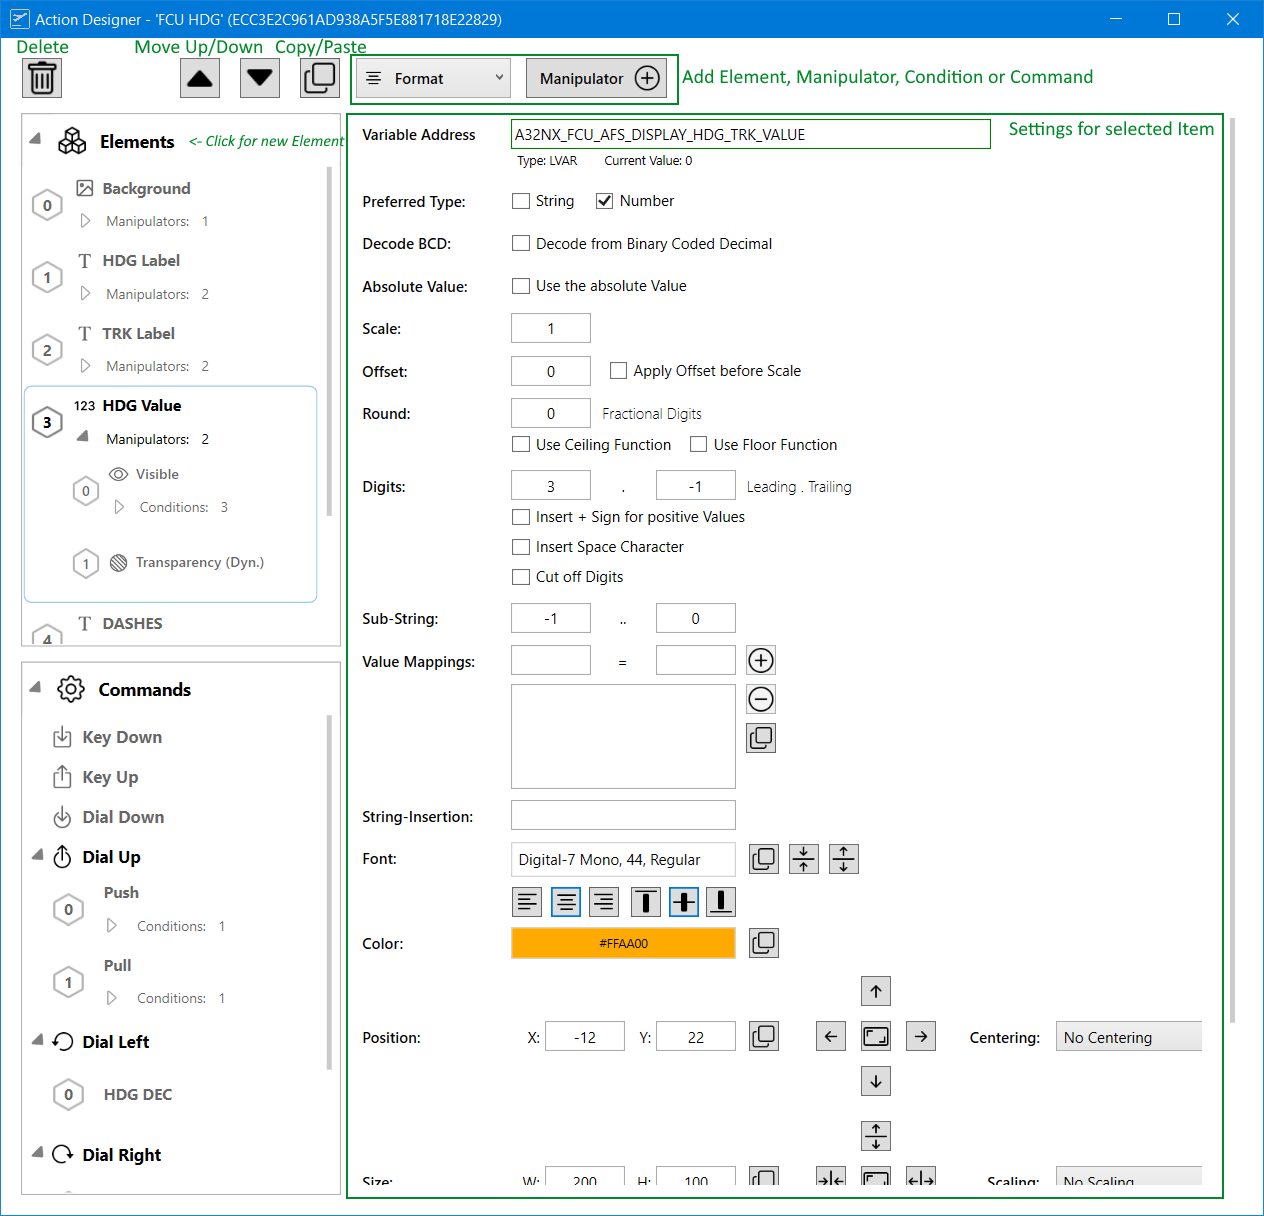 Action Designer - 'FCU HDG' (ECC3E2C961AD938A5F5E881718E22829)
Delete
Move Up/Down
Copy/Paste
Format
Manipulator
Add Element, Manipulator, Condition or Command
Elements
<- Click for new Element
0
Background
Manipulators: 1
1
HDG Label
Manipulators: 2
2
TRK Label
Manipulators: 2
3
123 HDG Value
Manipulators: 2
0
Visible
Conditions: 3
1
Transparency (Dyn.)
4
DASHES
Commands
Key Down
Key Up
Dial Down
Dial Up
0
Push
Conditions: 1
1
Pull
Conditions: 1
Dial Left
0
HDG DEC
Dial Right
Settings for selected Item
Variable Address A32NX_FCU_AFS_DISPLAY_HDG_TRK_VALUE
Type: LVAR Current Value: 0
Preferred Type: String Number
Decode BCD: Decode from Binary Coded Decimal
Absolute Value: Use the absolute Value
Scale: 1
Offset: 0 Apply Offset before Scale
Round: 0 Fractional Digits
Use Ceiling Function Use Floor Function
Digits: 3 . -1 Leading . Trailing
Insert + Sign for positive Values
Insert Space Character
Cut off Digits
Sub-String: -1 .. 0
Value Mappings: =
String-Insertion:
Font: Digital-7 Mono, 44, Regular
Color: #FFAA00
Position: X: -12 Y: 22 Centering: No Centering
Size: W: 200 H: 100 Scaling: No Scaling